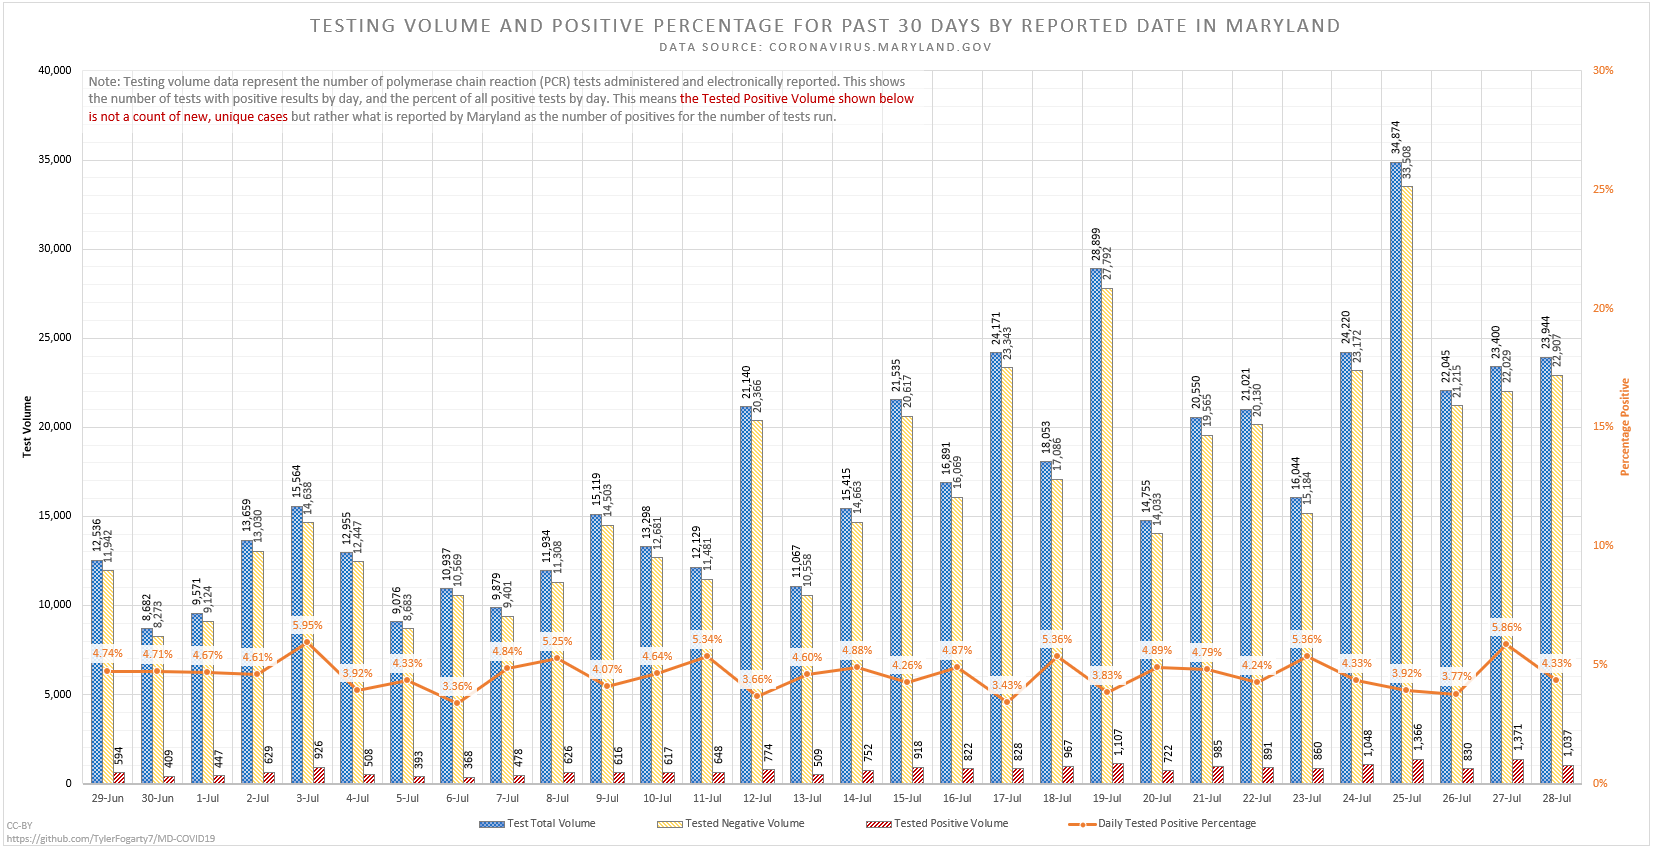 TESTING VOLUME AND POSITIVE PERCENTAGE FOR PAST 30 DAYS BY REPORTED DATE IN MARYLAND
DATA SOURCE: CORONAVIRUS.MARYLAND.GOV
Note: Testing volume data represent the number of polymerase chain reaction (PCR) tests administered and electronically reported. This shows
the number of tests with positive results by day, and the percent of all positive tests by day. This means the Tested Positive Volume shown below
is not a count of new, unique cases but rather what is reported by Maryland as the number of positives for the number of tests run.
Test Volume
40,000
35,000
30,000
25,000
20,000
15,000
10,000
5,000
0
12,536 11,942 4.74% 594
8,682 8,273 4.71% 409
9,571 9,124 4.67% 447
13,659 13,030 4.61% 629
15,564 14,638 5.95% 926
12,955 12,447 3.92% 508
9,076 8,683 4.33% 393
10,937 10,569 3.36% 368
9,879 9,401 4.84% 478
11,934 11,308 5.25% 626
15,119 14,503 4.07% 616
13,298 12,681 4.64% 617
12,129 11,481 5.34% 648
21,140 20,366 3.66% 774
11,067 10,558 4.60% 509
15,415 14,663 4.88% 752
21,535 20,617 4.26% 918
16,891 16,069 4.87% 822
24,171 23,343 3.43% 828
18,053 17,086 5.36% 967
28,899 27,792 3.83% 1,107
14,755 14,033 4.89% 722
20,550 19,565 4.79% 985
21,021 20,130 4.24% 891
16,044 15,184 5.36% 860
24,220 23,172 4.33% 1,048
34,874 33,508 3.92% 1,366
22,045 21,215 3.77% 830
23,400 22,029 5.86% 1,371
23,944 22,907 4.33% 1,037
30%
25%
20%
15%
10%
5%
0%
Percentage Positive
29-Jun 30-Jun 1-Jul 2-Jul 3-Jul 4-Jul 5-Jul 6-Jul 7-Jul 8-Jul 9-Jul 10-Jul 11-Jul 12-Jul 13-Jul 14-Jul 15-Jul 16-Jul 17-Jul 18-Jul 19-Jul 20-Jul 21-Jul 22-Jul 23-Jul 24-Jul 25-Jul 26-Jul 27-Jul 28-Jul
Test Total Volume Tested Negative Volume Tested Positive Volume Daily Tested Positive Percentage
CC-BY
https://github.com/TylerFogarty7/MD-COVID19